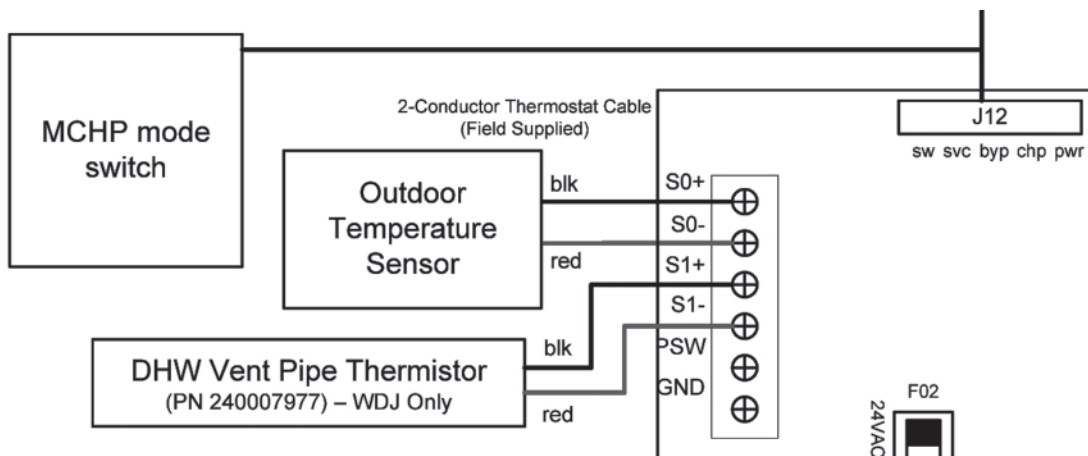 MCHP mode
switch
2-Conductor Thermostat Cable
(Field Supplied)
J12
sw svc byp chp pwr
Outdoor
Temperature
Sensor
blk
red
S0+
S0-
S1+
S1-
PSW
GND
DHW Vent Pipe Thermistor
(PN 240007977) – WDJ Only
blk
red
F02
24VAC